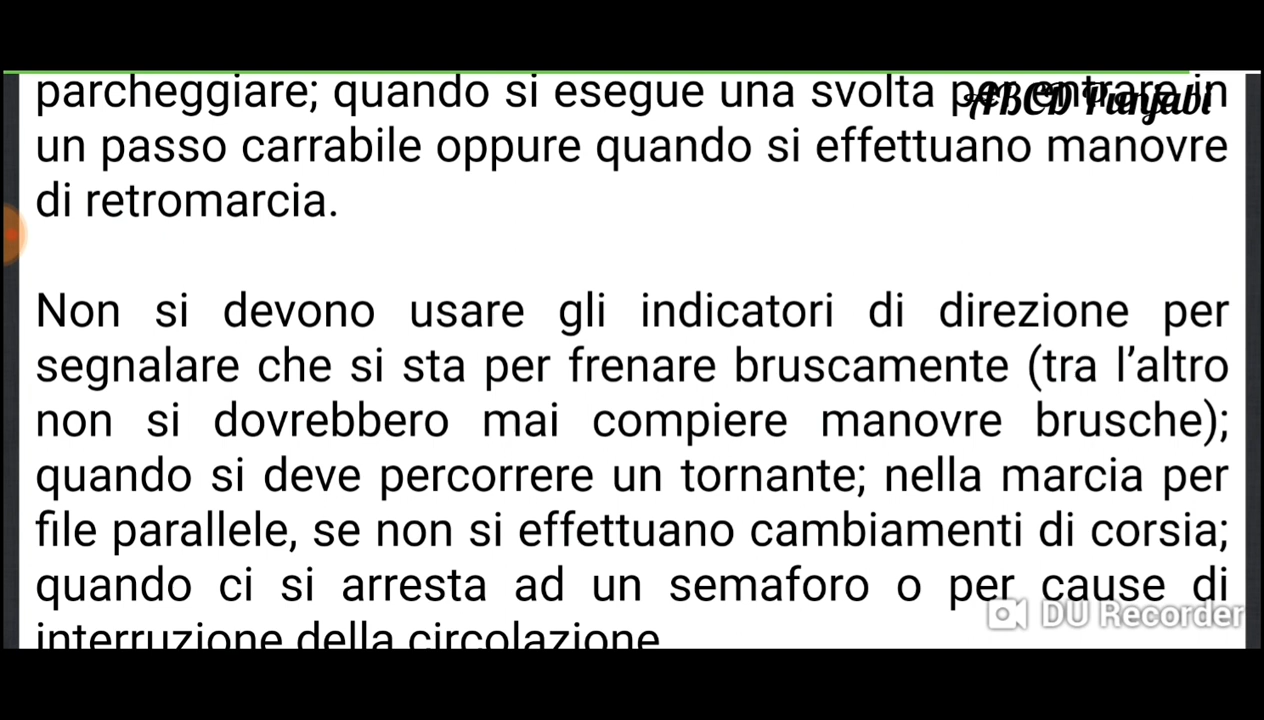 parcheggiare; quando si esegue una svolta per entrare in
ABCD Punjabi
un passo carrabile oppure quando si effettuano manovre
di retromarcia.
Non si devono usare gli indicatori di direzione per
segnalare che si sta per frenare bruscamente (tra l’altro
non si dovrebbero mai compiere manovre brusche);
quando si deve percorrere un tornante; nella marcia per
file parallele, se non si effettuano cambiamenti di corsia;
quando ci si arresta ad un semaforo o per cause di
DU Recorder
interruzione della circolazione